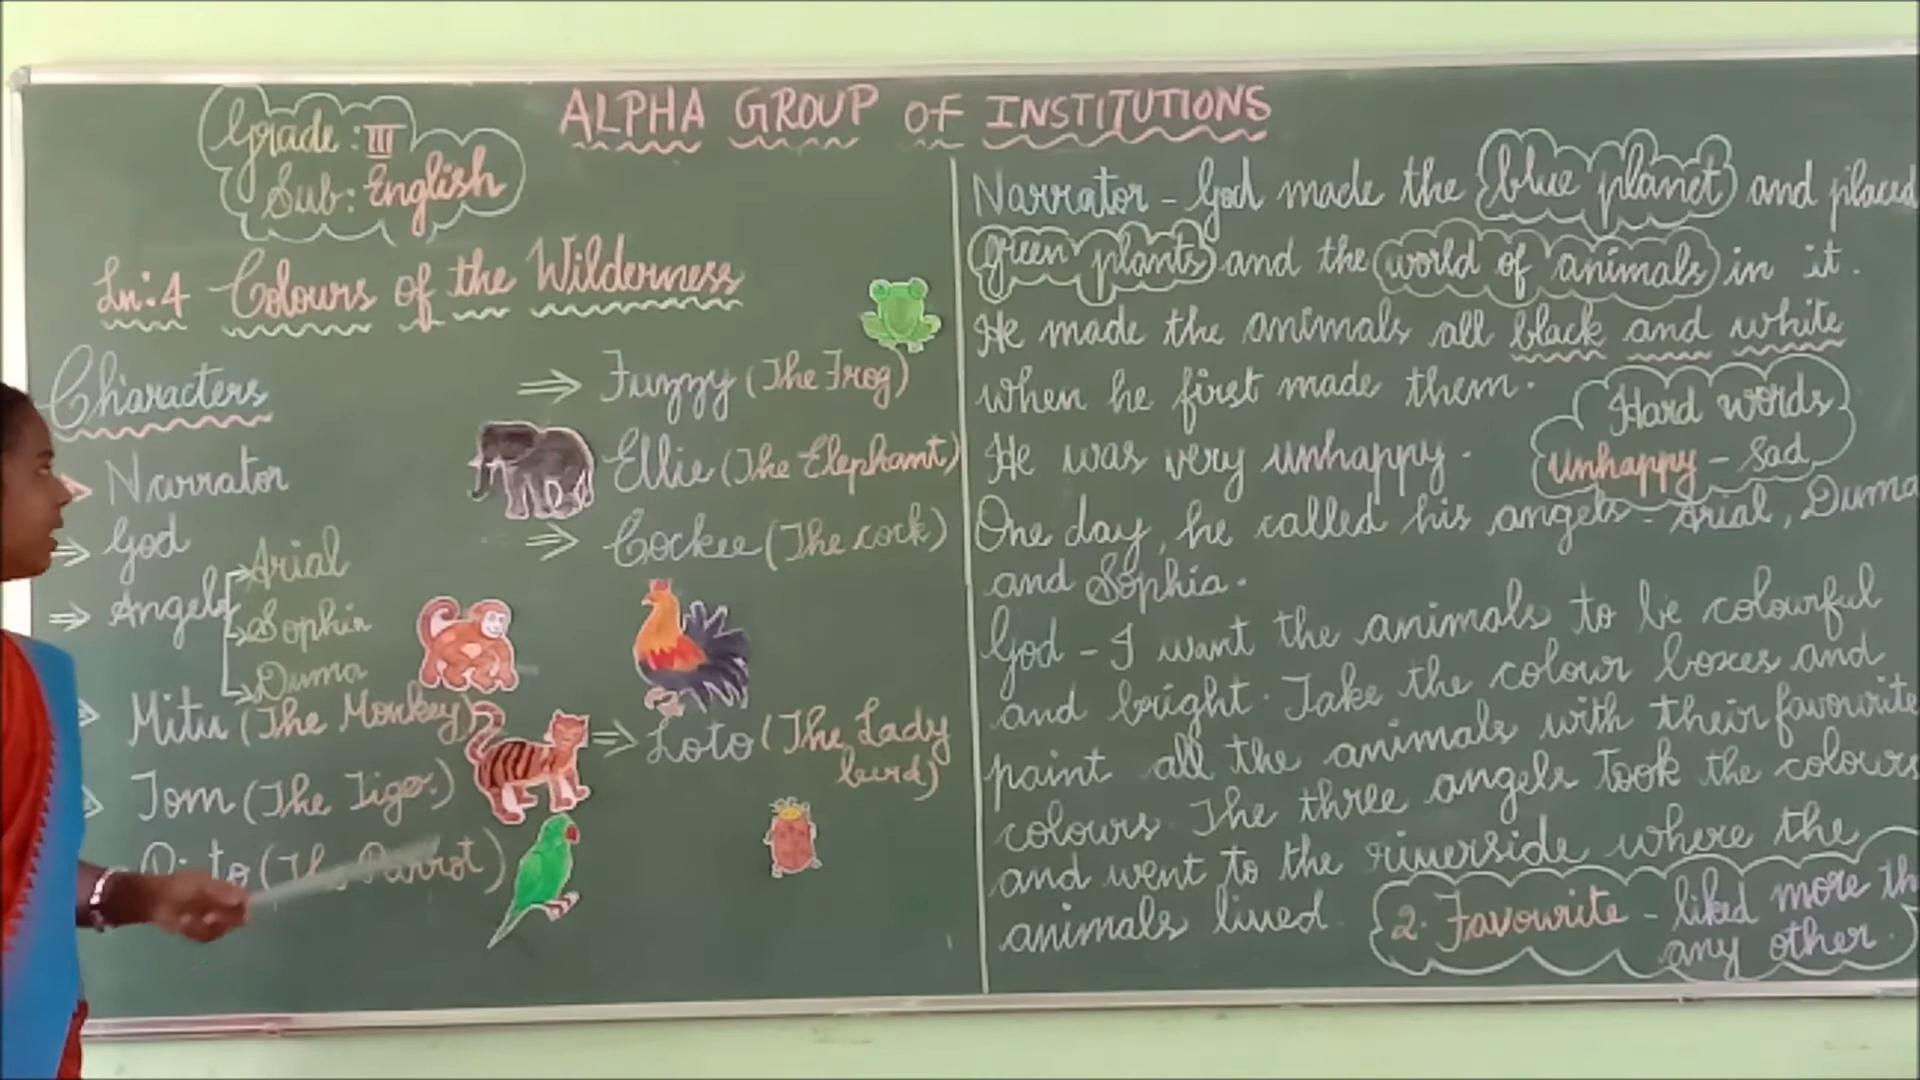 ALPHA GROUP OF INSTITUTIONS
Grade : III
Sub: English
Ln:4 Colours of the Wilderness
Characters
⇒ Narrator
⇒ God
⇒ Angels
Arial
Sophia
Duma
⇒ Mitu (The Monkey)
⇒ Tom (The Tiger)
(The Parrot)
⇒ Fuzzy (The Frog)
Ellie (The Elephant)
⇒ Cockee (The cock)
⇒ Loto (The Lady
bird)
Narrator - God made the blue planet and placed
green plants and the world of animals in it.
He made the animals all black and white
when he first made them.
He was very unhappy.
Hard words
Unhappy - Sad
One day, he called his angels - Arial, Duma
and Sophia.
God - I want the animals to be colourful
and bright. Take the colour boxes and
paint all the animals with their favourite
colours. The three angels took the colours
and went to the riverside where the
animals lived.
2. Favourite - liked more th
any other.